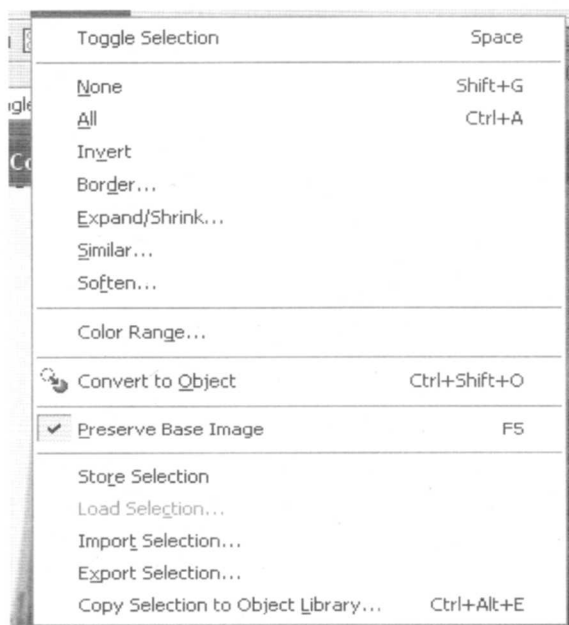 Toggle Selection Space
None Shift+G
All Ctrl+A
Invert
Border...
Expand/Shrink...
Similar...
Soften...
Color Range...
Convert to Object Ctrl+Shift+O
Preserve Base Image F5
Store Selection
Load Selection...
Import Selection...
Export Selection...
Copy Selection to Object Library... Ctrl+Alt+E